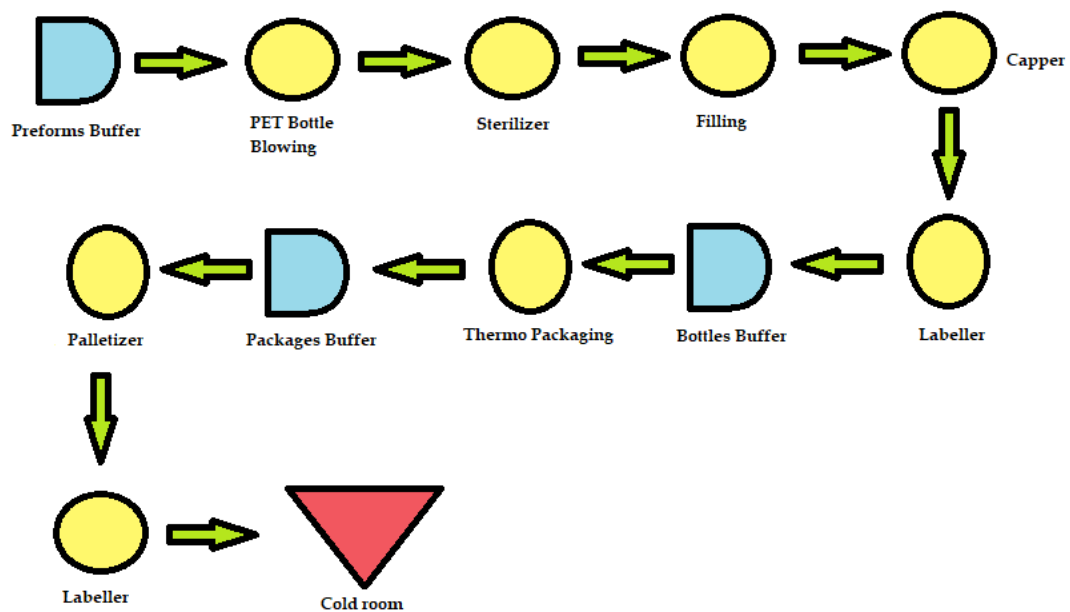 Preforms Buffer
PET Bottle
Blowing
Sterilizer
Filling
Capper
Labeller
Bottles Buffer
Thermo Packaging
Packages Buffer
Palletizer
Labeller
Cold room